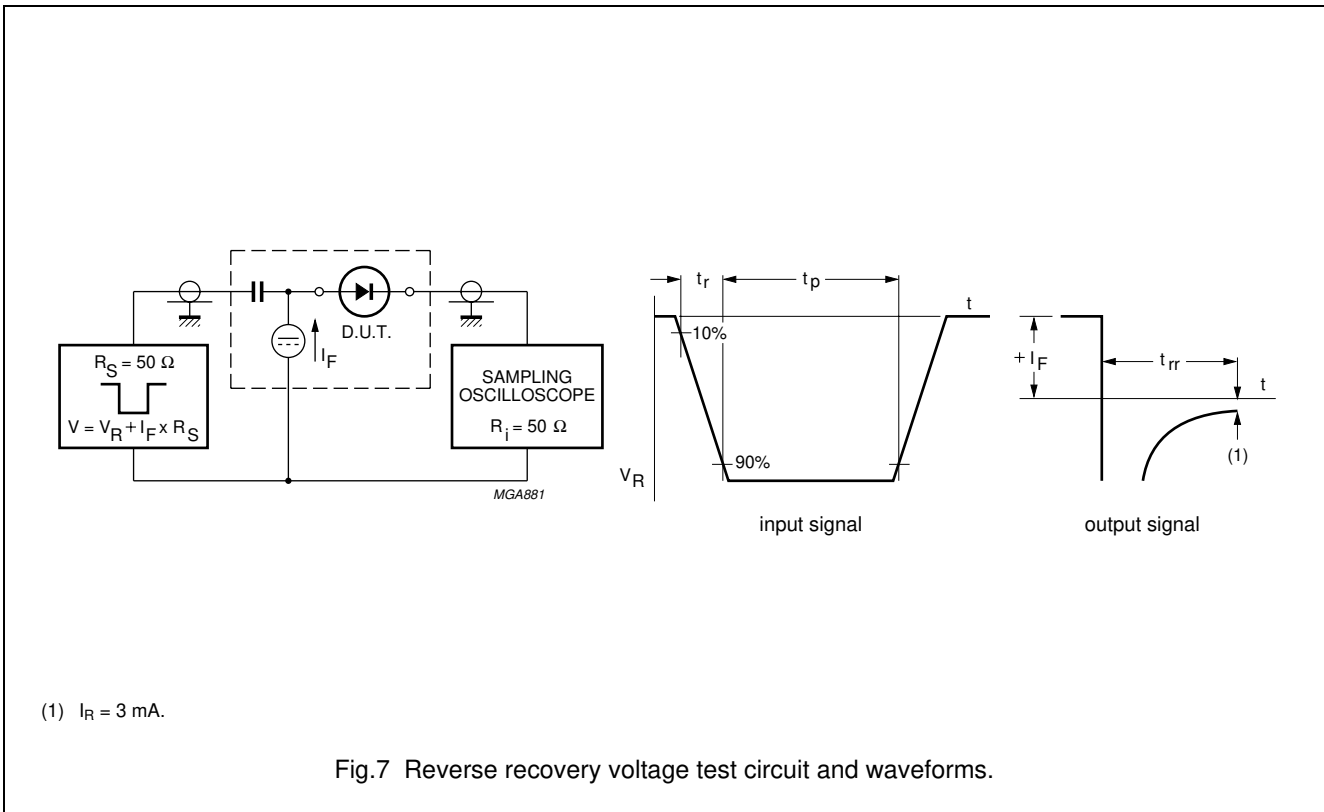 R_S = 50 Ω
V = V_R + I_F x R_S
I_F
D.U.T.
SAMPLING
OSCILLOSCOPE
R_i = 50 Ω
MGA881
t_r
t_p
t
10%
90%
V_R
input signal
+ I_F
t_rr
t
(1)
output signal
(1) I_R = 3 mA.
Fig.7 Reverse recovery voltage test circuit and waveforms.